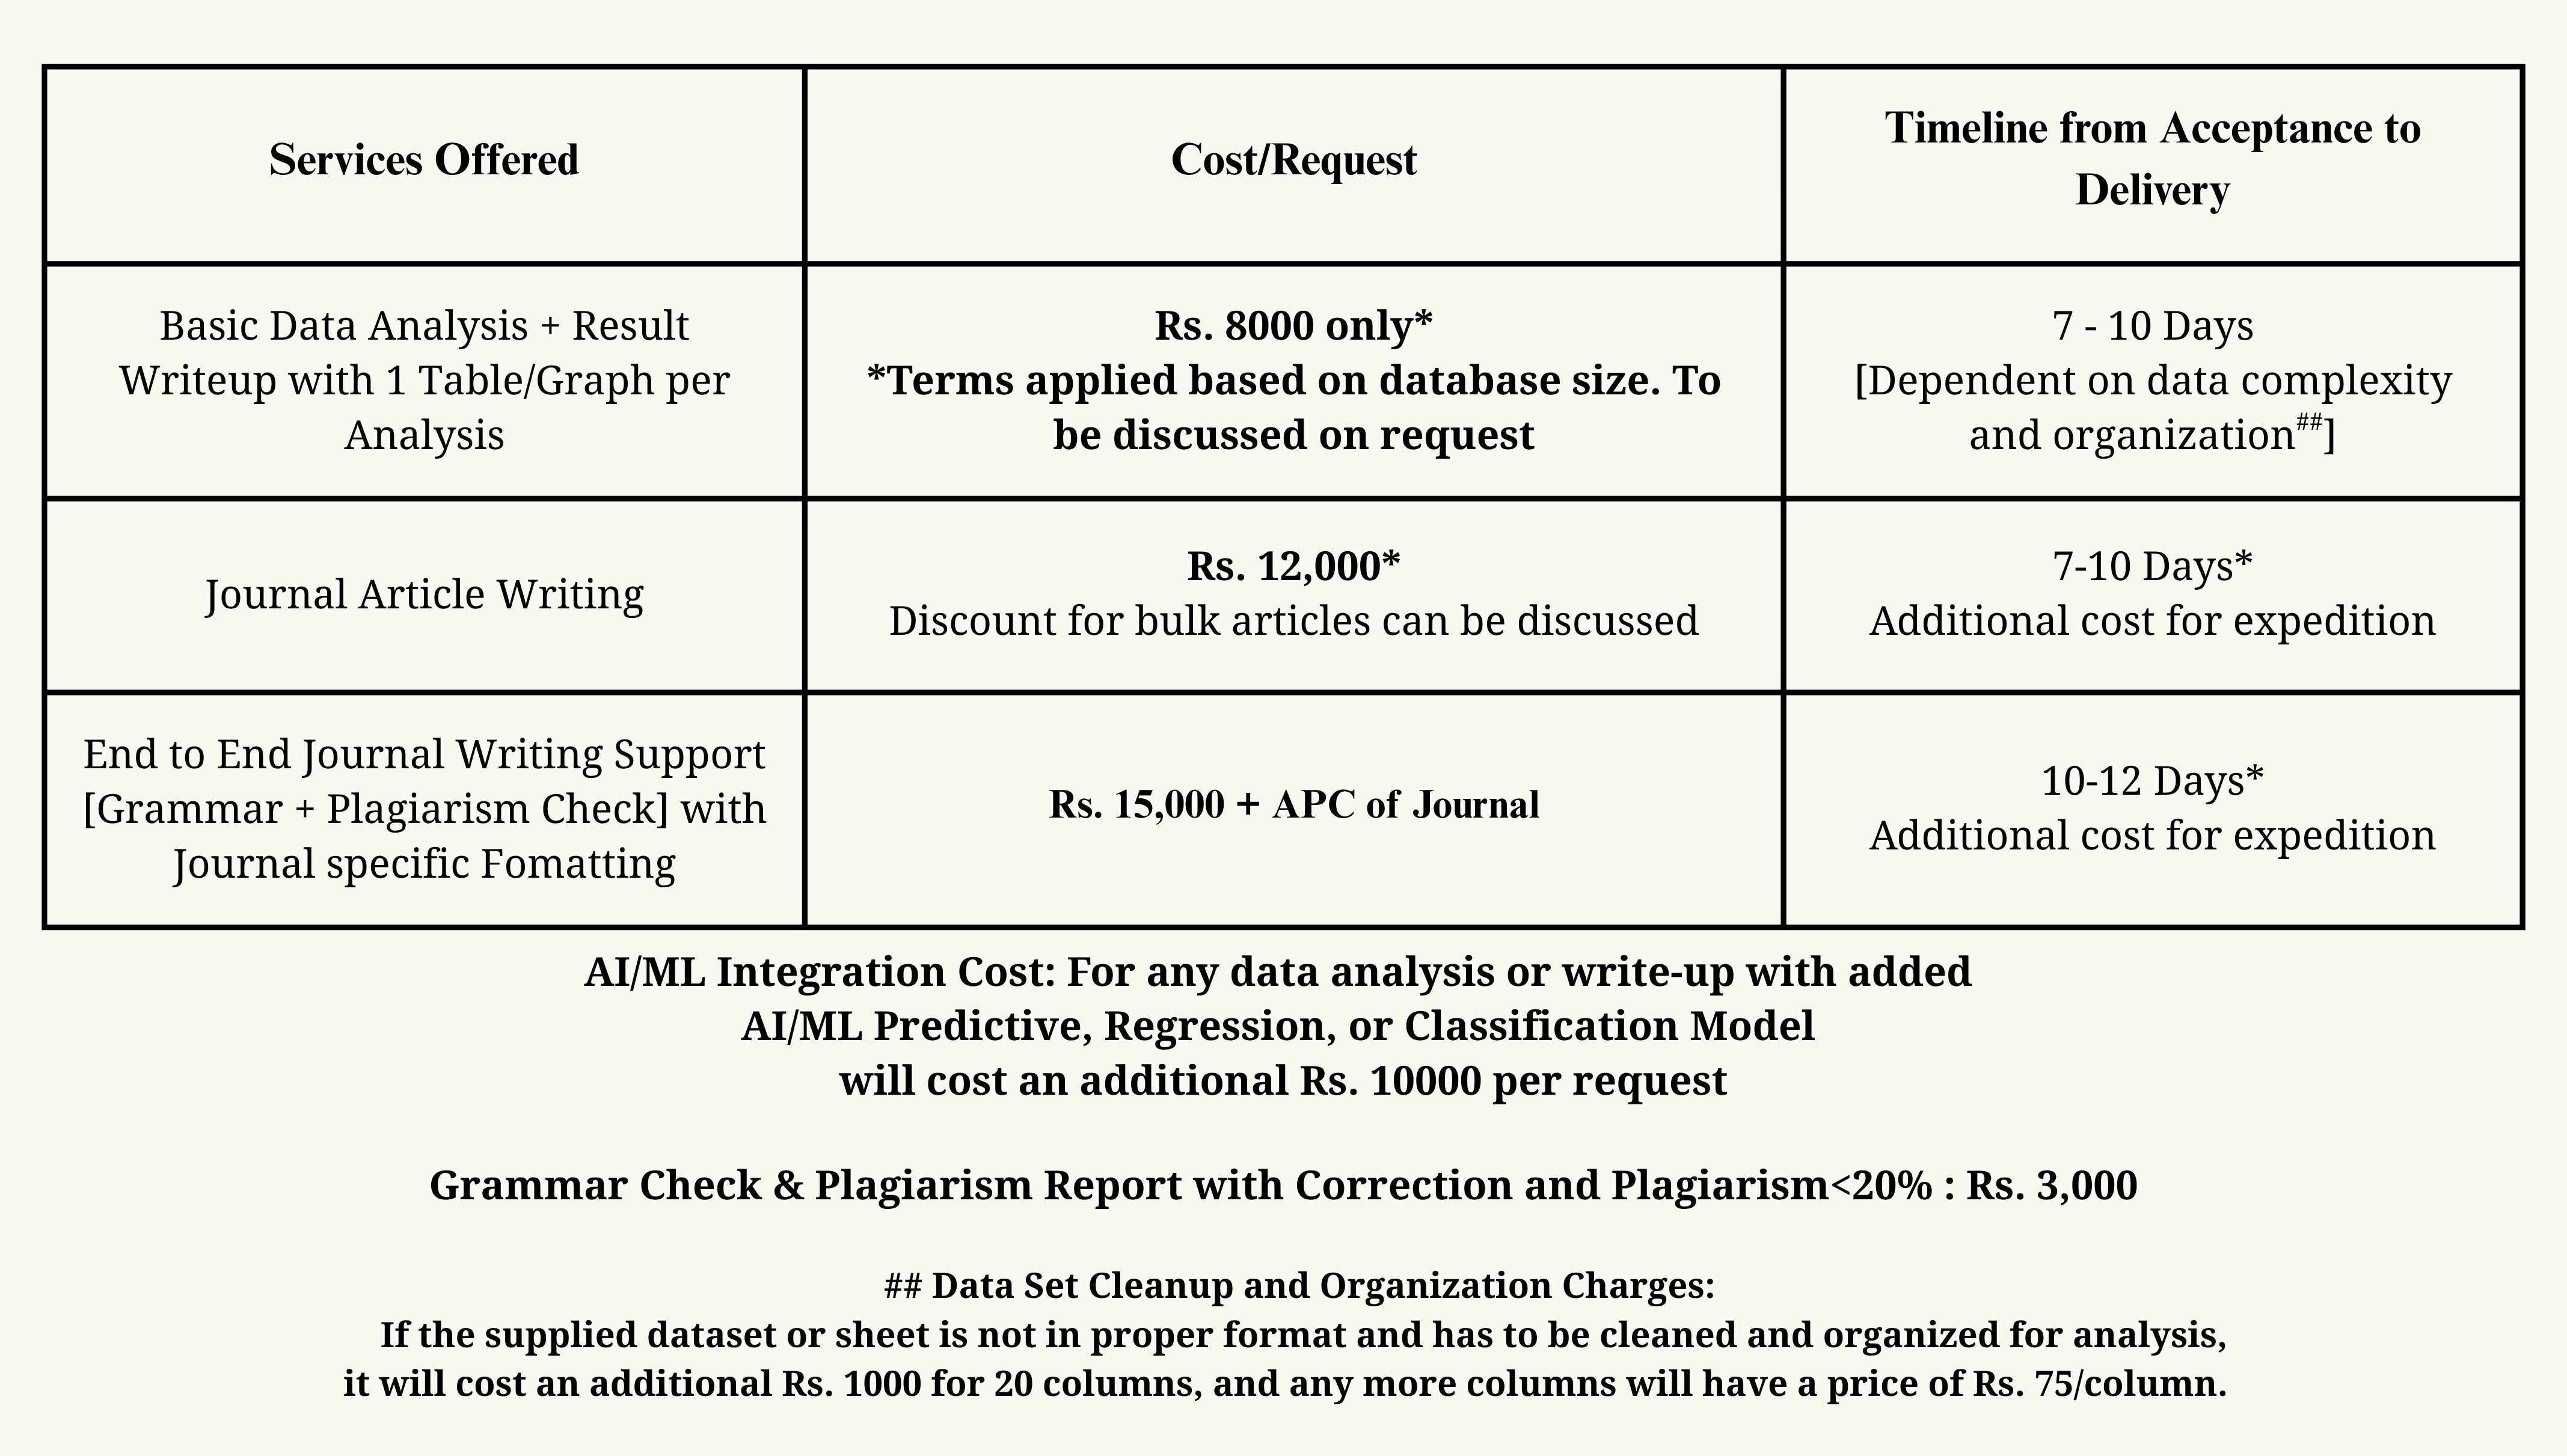 Services Offered
Cost/Request
Timeline from Acceptance to
Delivery
Basic Data Analysis + Result
Writeup with 1 Table/Graph per
Analysis
Rs. 8000 only*
*Terms applied based on database size. To
be discussed on request
7 - 10 Days
[Dependent on data complexity
and organization##]
Journal Article Writing
Rs. 12,000*
Discount for bulk articles can be discussed
7-10 Days*
Additional cost for expedition
End to End Journal Writing Support
[Grammar + Plagiarism Check] with
Journal specific Fomatting
Rs. 15,000 + APC of Journal
10-12 Days*
Additional cost for expedition
AI/ML Integration Cost: For any data analysis or write-up with added
AI/ML Predictive, Regression, or Classification Model
will cost an additional Rs. 10000 per request
Grammar Check & Plagiarism Report with Correction and Plagiarism<20% : Rs. 3,000
## Data Set Cleanup and Organization Charges:
If the supplied dataset or sheet is not in proper format and has to be cleaned and organized for analysis,
it will cost an additional Rs. 1000 for 20 columns, and any more columns will have a price of Rs. 75/column.